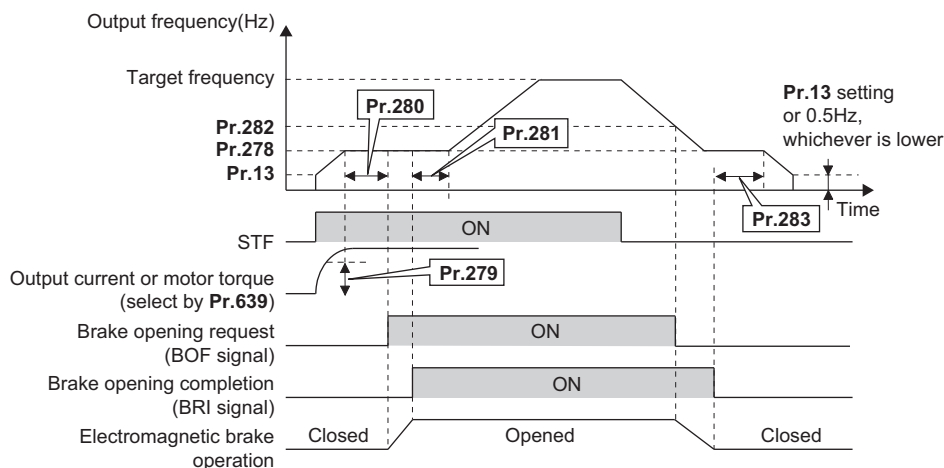 Output frequency(Hz)
Target frequency
Pr.280
Pr.13 setting
or 0.5Hz,
whichever is lower
Pr.282
Pr.281
Pr.278
Pr.13
Time
Pr.283
STF
ON
Output current or motor torque
(select by Pr.639)
Pr.279
Brake opening request
(BOF signal)
ON
Brake opening completion
(BRI signal)
ON
Electromagnetic brake
operation
Closed
Opened
Closed